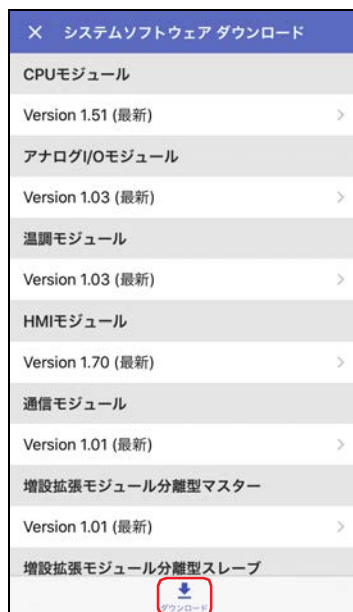 × システムソフトウェア ダウンロード
CPUモジュール
Version 1.51 (最新)
アナログI/Oモジュール
Version 1.03 (最新)
温調モジュール
Version 1.03 (最新)
HMIモジュール
Version 1.70 (最新)
通信モジュール
Version 1.01 (最新)
増設拡張モジュール分離型マスター
Version 1.01 (最新)
増設拡張モジュール分離型スレーブ
ダウンロード